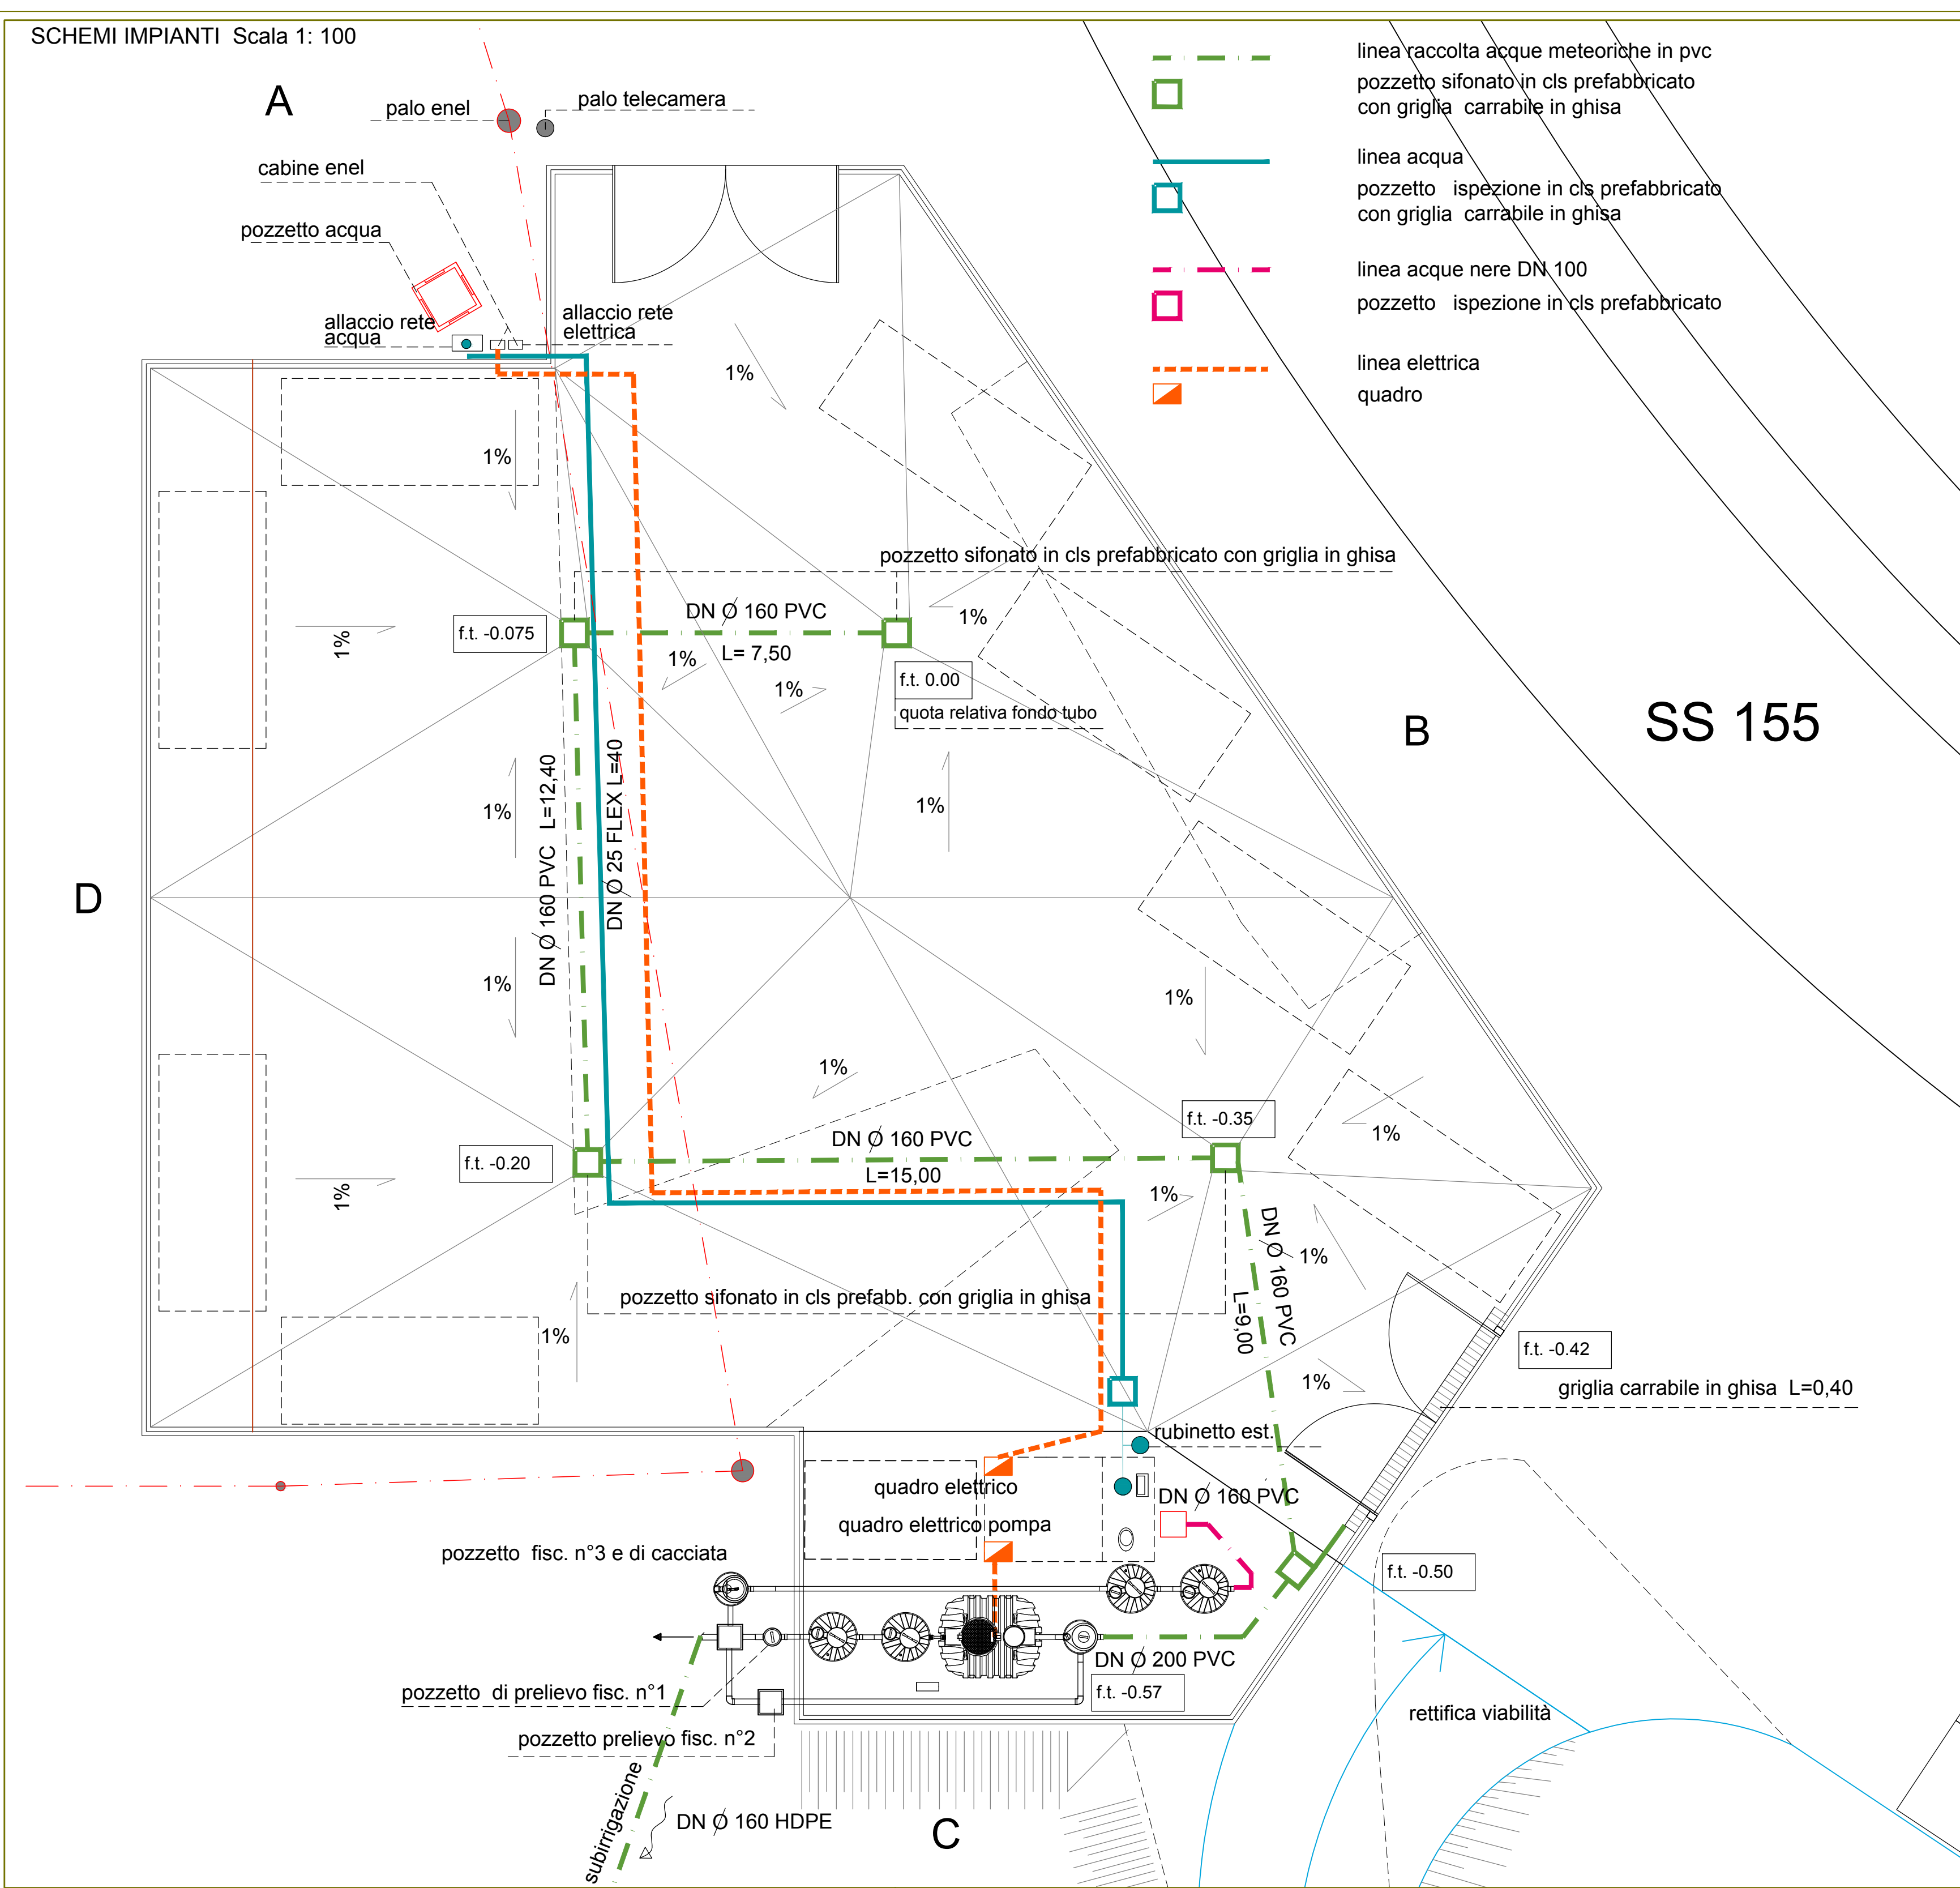 SCHEMI IMPIANTI Scala 1: 100
A
palo enel
palo telecamera
cabine enel
pozzetto acqua
allaccio rete
acqua
allaccio rete
elettrica
linea raccolta acque meteoriche in pvc
pozzetto sifonato in cls prefabbricato
con griglia carrabile in ghisa
linea acqua
pozzetto ispezione in cls prefabbricato
con griglia carrabile in ghisa
linea acque nere DN 100
pozzetto ispezione in cls prefabbricato
linea elettrica
quadro
1%
1%
pozzetto sifonato in cls prefabbricato con griglia in ghisa
DN Ø 160 PVC
L= 7,50
f.t. -0.075
1%
1%
1%
1%
f.t. 0.00
quota relativa fondo tubo
B
SS 155
DN Ø 160 PVC L=12,40
DN Ø 25 FLEX L=40
1%
1%
D
1%
1%
1%
f.t. -0.35
1%
DN Ø 160 PVC
L=15,00
f.t. -0.20
1%
1%
DN Ø 160 PVC
L=9,00
1%
pozzetto sifonato in cls prefabb. con griglia in ghisa
1%
f.t. -0.42
1%
griglia carrabile in ghisa L=0,40
rubinetto est.
quadro elettrico
DN Ø 160 PVC
quadro elettrico pompa
pozzetto fisc. n°3 e di cacciata
f.t. -0.50
DN Ø 200 PVC
f.t. -0.57
pozzetto di prelievo fisc. n°1
rettifica viabilità
pozzetto prelievo fisc. n°2
subirrigazione
DN Ø 160 HDPE
C